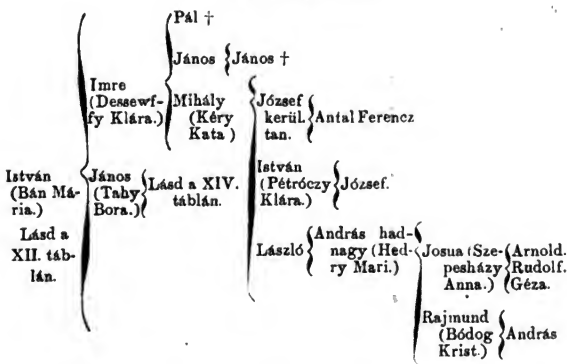 Pál †
János {János †
Imre
(Dessewf-
fy Klára.)
Mihály
(Kéry
Kata)
József
kerül.
tan.
Antal Ferencz
István
(Bán Má-
ria.)
Lásd a
XII. táb-
lán.
János
(Tahy
Bora.)
Lásd a XIV.
táblán.
István
(Pétróczy
Klára.)
József.
László
András had-
nagy (Hed-
ry Mari.)
Josua (Sze-
pesházy
Anna.)
Arnold.
Rudolf.
Géza.
Rajmund
(Bódog
Krist.)
András